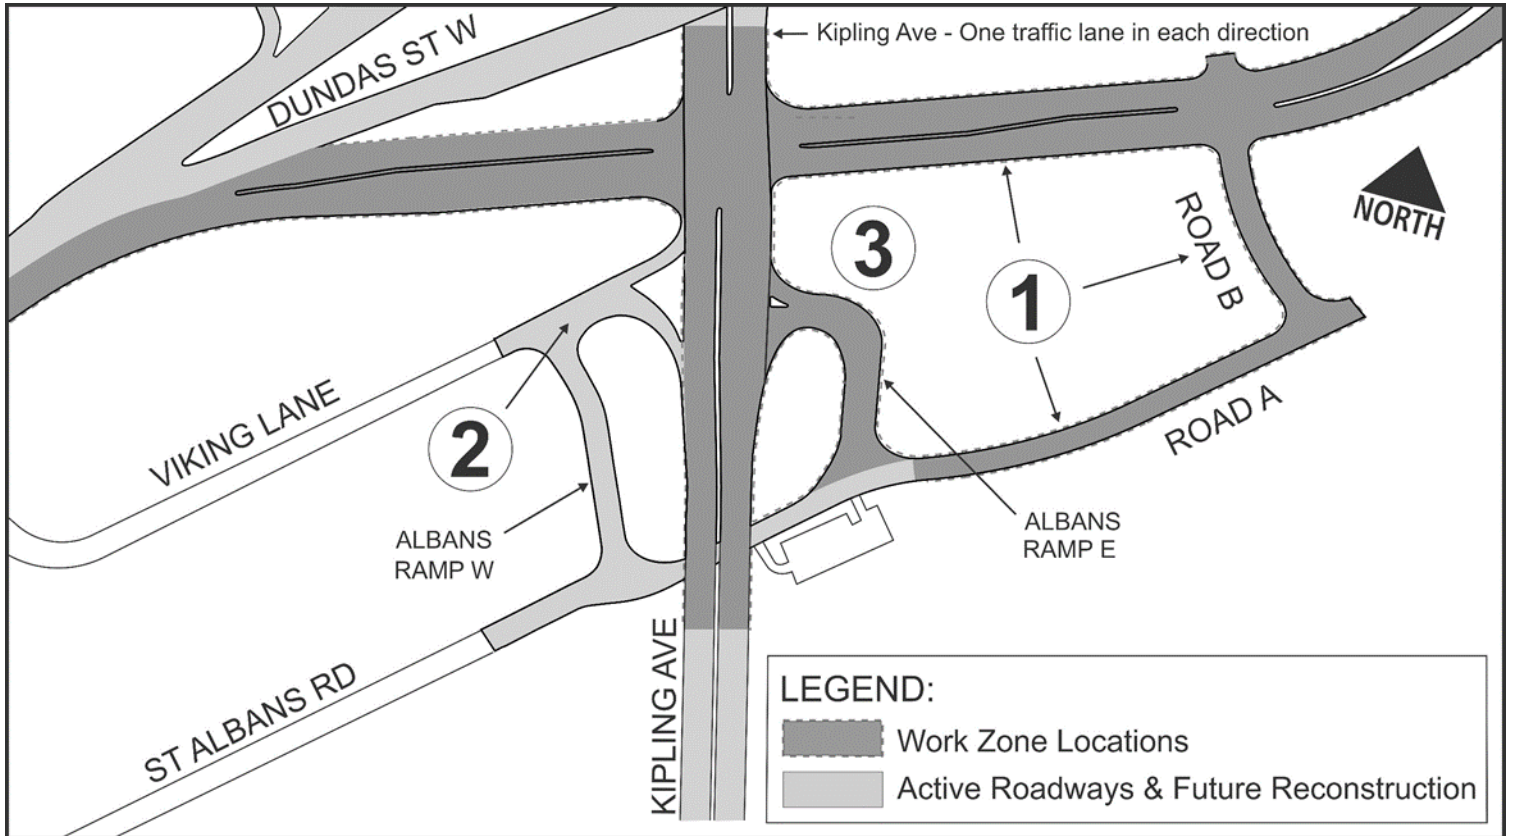 Kipling Ave - One traffic lane in each direction
DUNDAS ST W
NORTH
ROAD B
3
1
VIKING LANE
2
ROAD A
ALBANS
RAMP W
ALBANS
RAMP E
KIPLING AVE
ST ALBANS RD
LEGEND:
Work Zone Locations
Active Roadways & Future Reconstruction